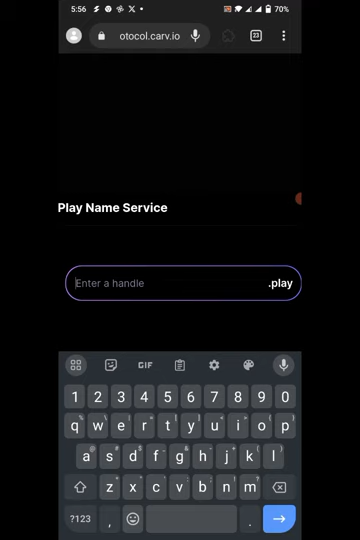 5:56
70%
otocol.carv.io
23
Play Name Service
Enter a handle
.play
GIF
1 2 3 4 5 6 7 8 9 0
q w e r t y u i o p
a s d f g h j k l
z x c v b n m
?123 , .